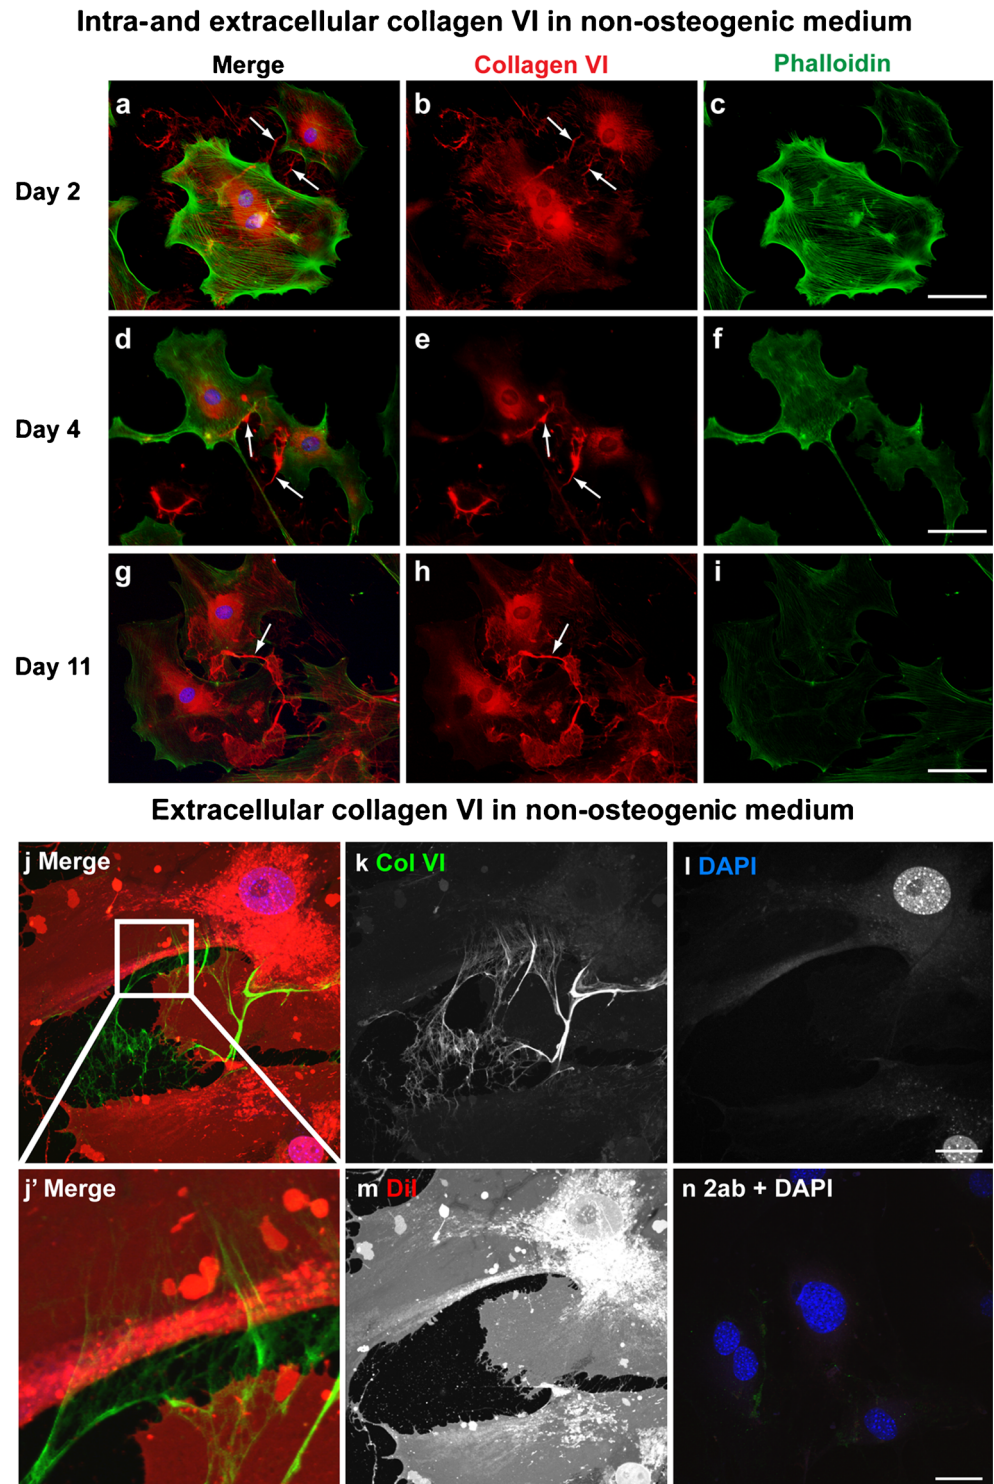 Intra-and extracellular collagen VI in non-osteogenic medium
Merge Collagen VI Phalloidin
Day 2 a b c
Day 4 d e f
Day 11 g h i
Extracellular collagen VI in non-osteogenic medium
j Merge k Col VI l DAPI
j’ Merge m DiI n 2ab + DAPI